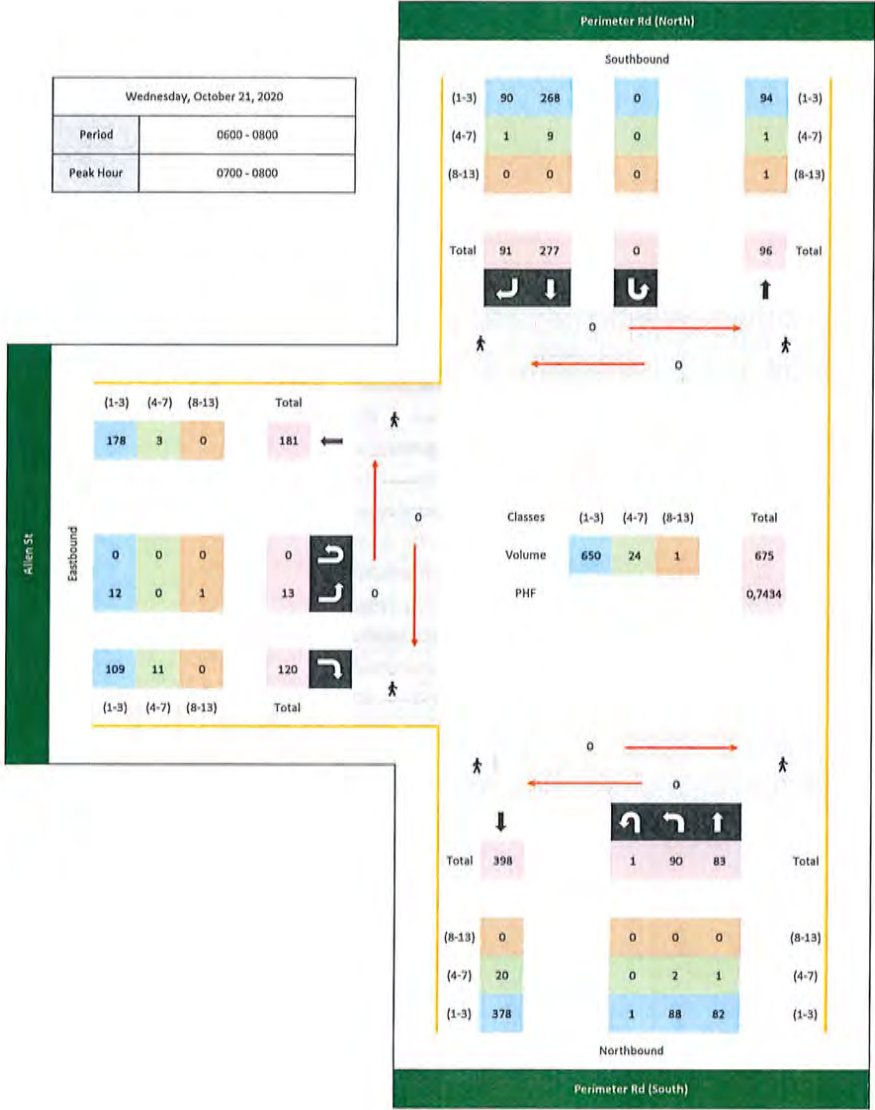 Perimeter Rd (North)
Southbound
Wednesday, October 21, 2020
Period 0600 - 0800
Peak Hour 0700 - 0800
(1-3) 90 268 0 94 (1-3)
(4-7) 1 9 0 1 (4-7)
(8-13) 0 0 0 1 (8-13)
Total 91 277 0 96 Total
0
0
Allen St
Eastbound
(1-3) (4-7) (8-13) Total
178 3 0 181
0
0 0 0 0
12 0 1 13 0
109 11 0 120
(1-3) (4-7) (8-13) Total
Classes (1-3) (4-7) (8-13) Total
Volume 650 24 1 675
PHF 0,7434
0
0
Total 398 1 90 83 Total
(8-13) 0 0 0 0 (8-13)
(4-7) 20 0 2 1 (4-7)
(1-3) 378 1 88 82 (1-3)
Northbound
Perimeter Rd (South)